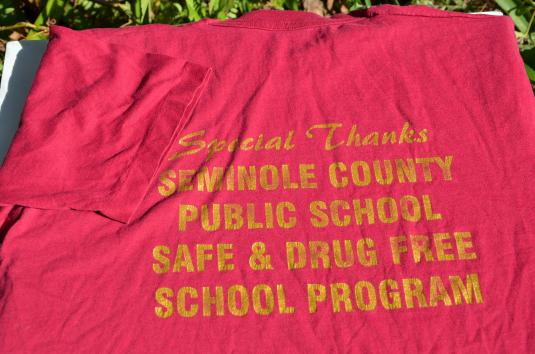 Special Thanks
SEMINOLE COUNTY
PUBLIC SCHOOL
SAFE & DRUG FREE
SCHOOL PROGRAM